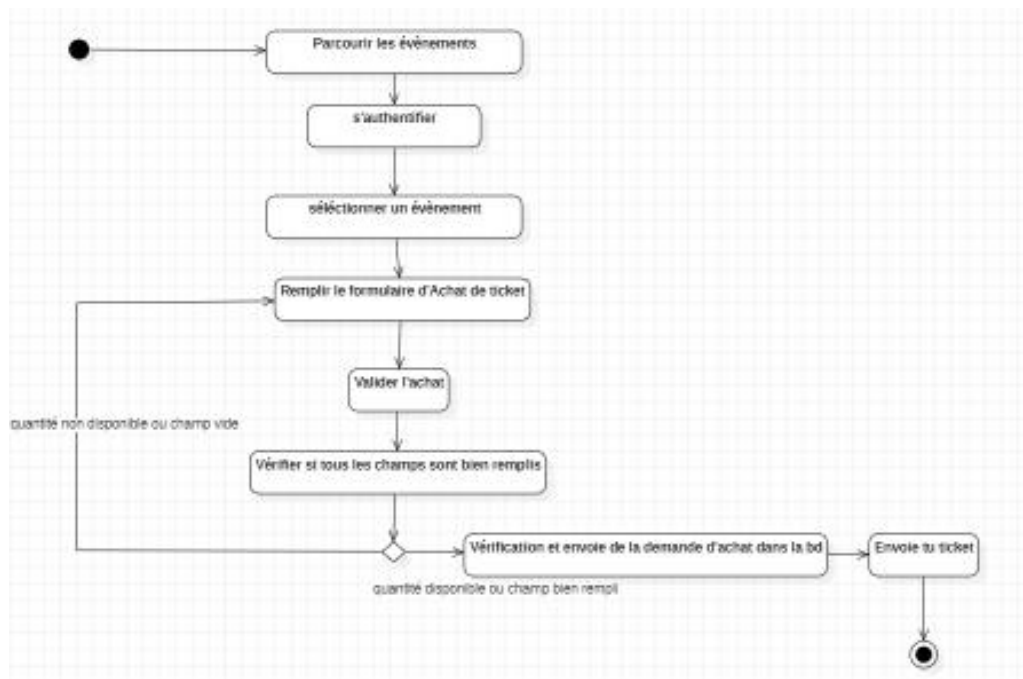 Parcourir les évènements
s'authentifier
séléctionner un évènement
Remplir le formulaire d'Achat de ticket
Valider l'achat
quantité non disponible ou champ vide
Vérifier si tous les champs sont bien remplis
Vérification et envoie de la demande d'achat dans la bd
Envoie tu ticket
quantité disponible ou champ bien rempli